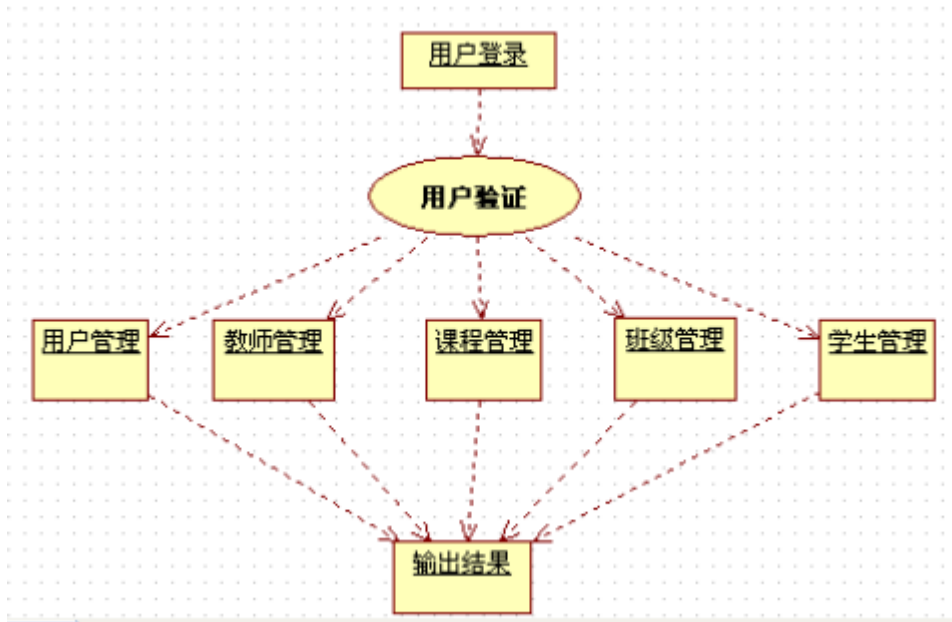 用户登录
用户验证
用户管理
教师管理
课程管理
班级管理
学生管理
输出结果